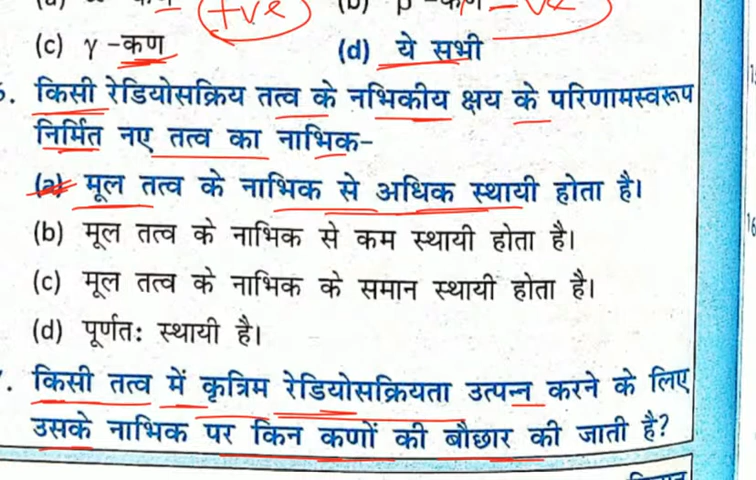 (c) γ-कण (d) ये सभी
किसी रेडियोसक्रिय तत्व के नभिकीय क्षय के परिणामस्वरूप
निर्मित नए तत्व का नाभिक-
(a) मूल तत्व के नाभिक से अधिक स्थायी होता है।
(b) मूल तत्व के नाभिक से कम स्थायी होता है।
(c) मूल तत्व के नाभिक के समान स्थायी होता है।
(d) पूर्णतः स्थायी है।
किसी तत्व में कृत्रिम रेडियोसक्रियता उत्पन्न करने के लिए
उसके नाभिक पर किन कणों की बौछार की जाती है?